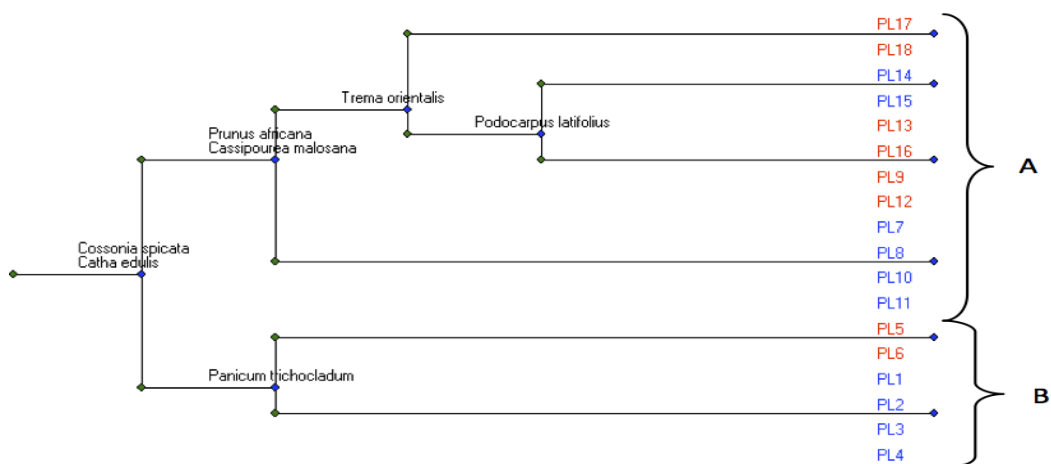 PL17
PL18
PL14
Trema orientalis
PL15
Podocarpus latifolius
PL13
Prunus africana
Cassipourea malosana
PL16
A
PL9
PL12
PL7
Cossonia spicata
Catha edulis
PL8
PL10
PL11
PL5
PL6
Panicum trichocladum
PL1
B
PL2
PL3
PL4